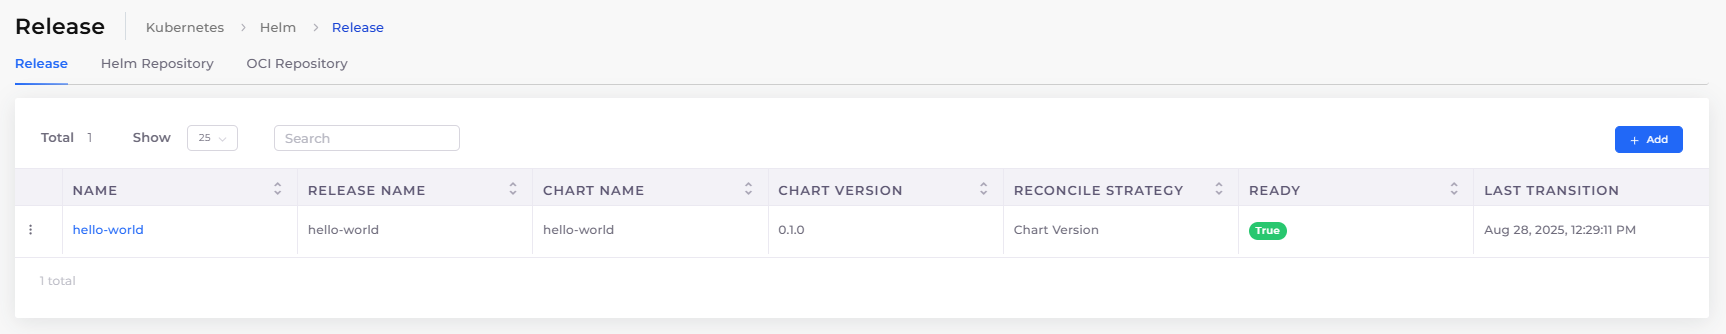 Release Kubernetes > Helm > Release
Release Helm Repository OCI Repository
Total 1 Show 25 Search + Add
NAME RELEASE NAME CHART NAME CHART VERSION RECONCILE STRATEGY READY LAST TRANSITION
hello-world hello-world hello-world 0.1.0 Chart Version True Aug 28, 2025, 12:29:11 PM
1 total